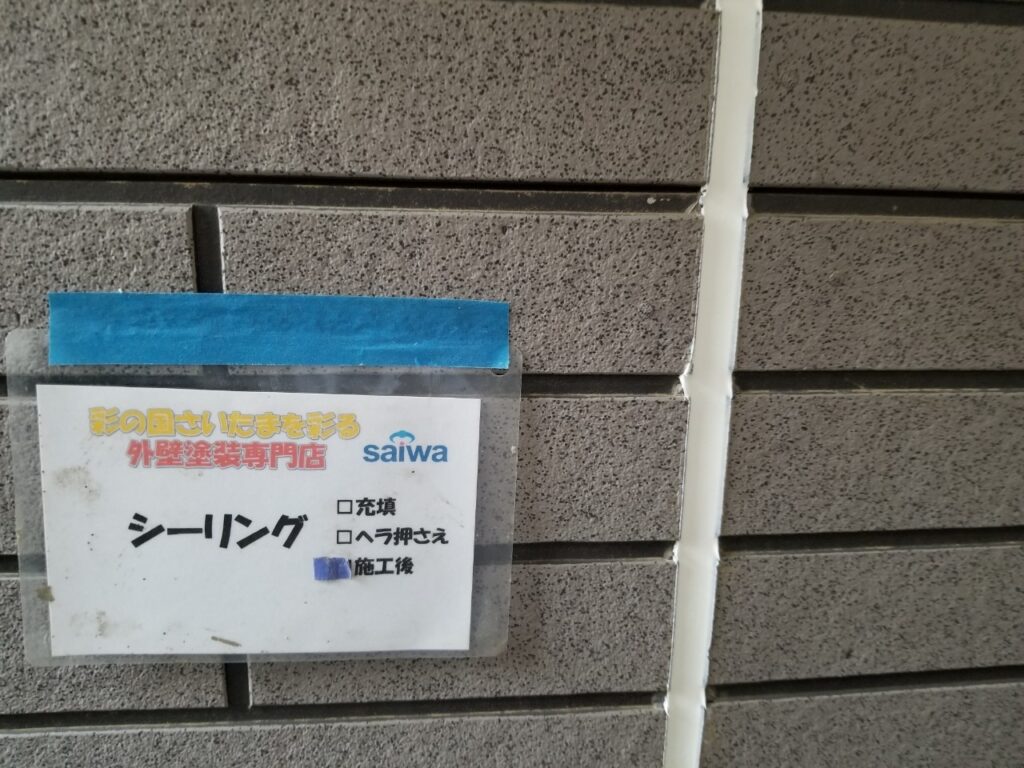 彩の国さいたまを彩る
外壁塗装専門店
saiwa
シーリング
□充填
□ヘラ押さえ
施工後